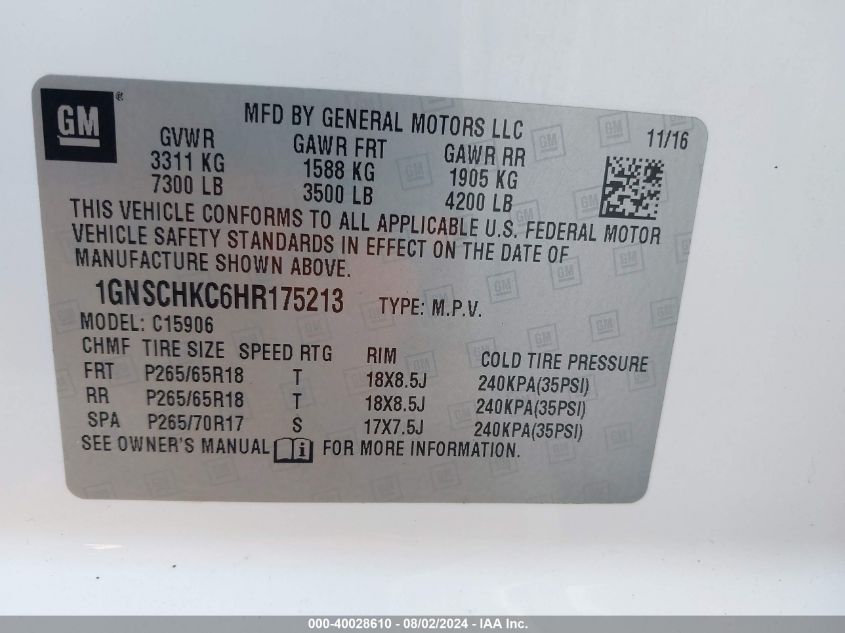 GM®
MFD BY GENERAL MOTORS LLC
GVWR GAWR FRT GAWR RR 11/16
3311 KG 1588 KG 1905 KG
7300 LB 3500 LB 4200 LB
THIS VEHICLE CONFORMS TO ALL APPLICABLE U.S. FEDERAL MOTOR
VEHICLE SAFETY STANDARDS IN EFFECT ON THE DATE OF
MANUFACTURE SHOWN ABOVE.
1GNSCHKC6HR175213 TYPE: M.P.V.
MODEL: C15906
CHMF TIRE SIZE SPEED RTG RIM COLD TIRE PRESSURE
FRT P265/65R18 T 18X8.5J 240KPA(35PSI)
RR P265/65R18 T 18X8.5J 240KPA(35PSI)
SPA P265/70R17 S 17X7.5J 240KPA(35PSI)
SEE OWNER'S MANUAL i FOR MORE INFORMATION.
000-40028610 - 08/02/2024 - IAA Inc.